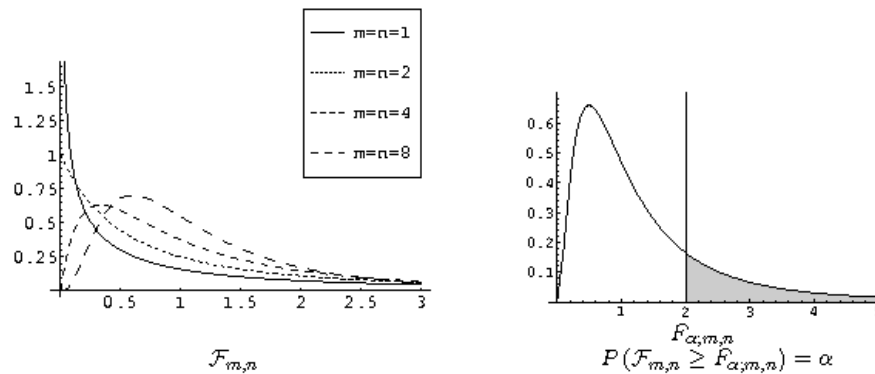 m=n=1
m=n=2
m=n=4
m=n=8
1.5
1.25
1
0.75
0.5
0.25
0.5 1 1.5 2 2.5 3
ℱm,n
0.6
0.5
0.4
0.3
0.2
0.1
1 2 3 4
Fα;m,n
P(ℱm,n ≥ Fα;m,n) = α